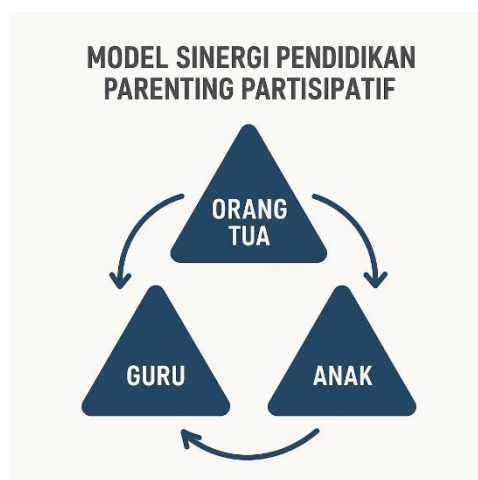 MODEL SINERGI PENDIDIKAN
PARENTING PARTISIPATIF
ORANG
TUA
GURU
ANAK